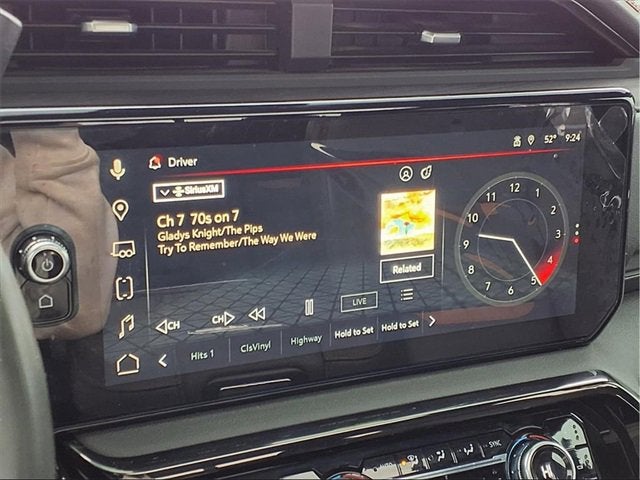 Driver
52° 9:24
SiriusXM
Ch 7 70s on 7
Gladys Knight/The Pips
Try To Remember/The Way We Were
Related
12
1
2
3
4
5
6
7
8
9
10
11
CH CH LIVE
Hits 1 ClsVinyl Highway Hold to Set Hold to Set
AUTO SYNC